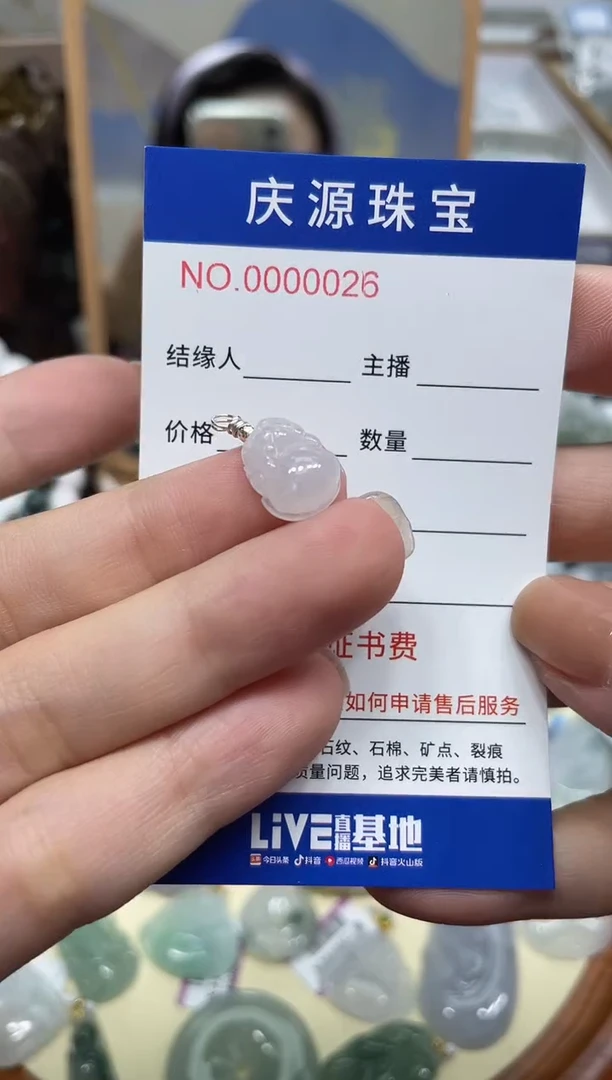 庆源珠宝
NO.0000026
结缘人 主播
价格 数量
证书费
如何申请售后服务
石纹、石棉、矿点、裂痕
质量问题，追求完美者请慎拍。
LiVE直播基地
今日头条 抖音 西瓜视频 抖音火山版